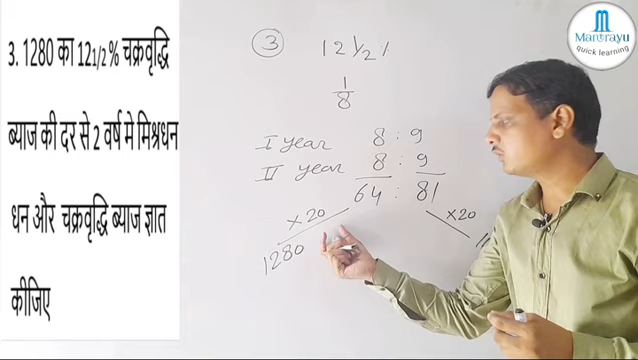 3. 1280 का 12 1/2 % चक्रवृद्धि
ब्याज की दर से 2 वर्ष मे मिश्रधन
धन और चक्रवृद्धि ब्याज ज्ञात
कीजिए
3
12 1/2 %
1/8
I year 8 : 9
II year 8 : 9
64 : 81
×20 ×20
1280
Mantrayu
quick learning